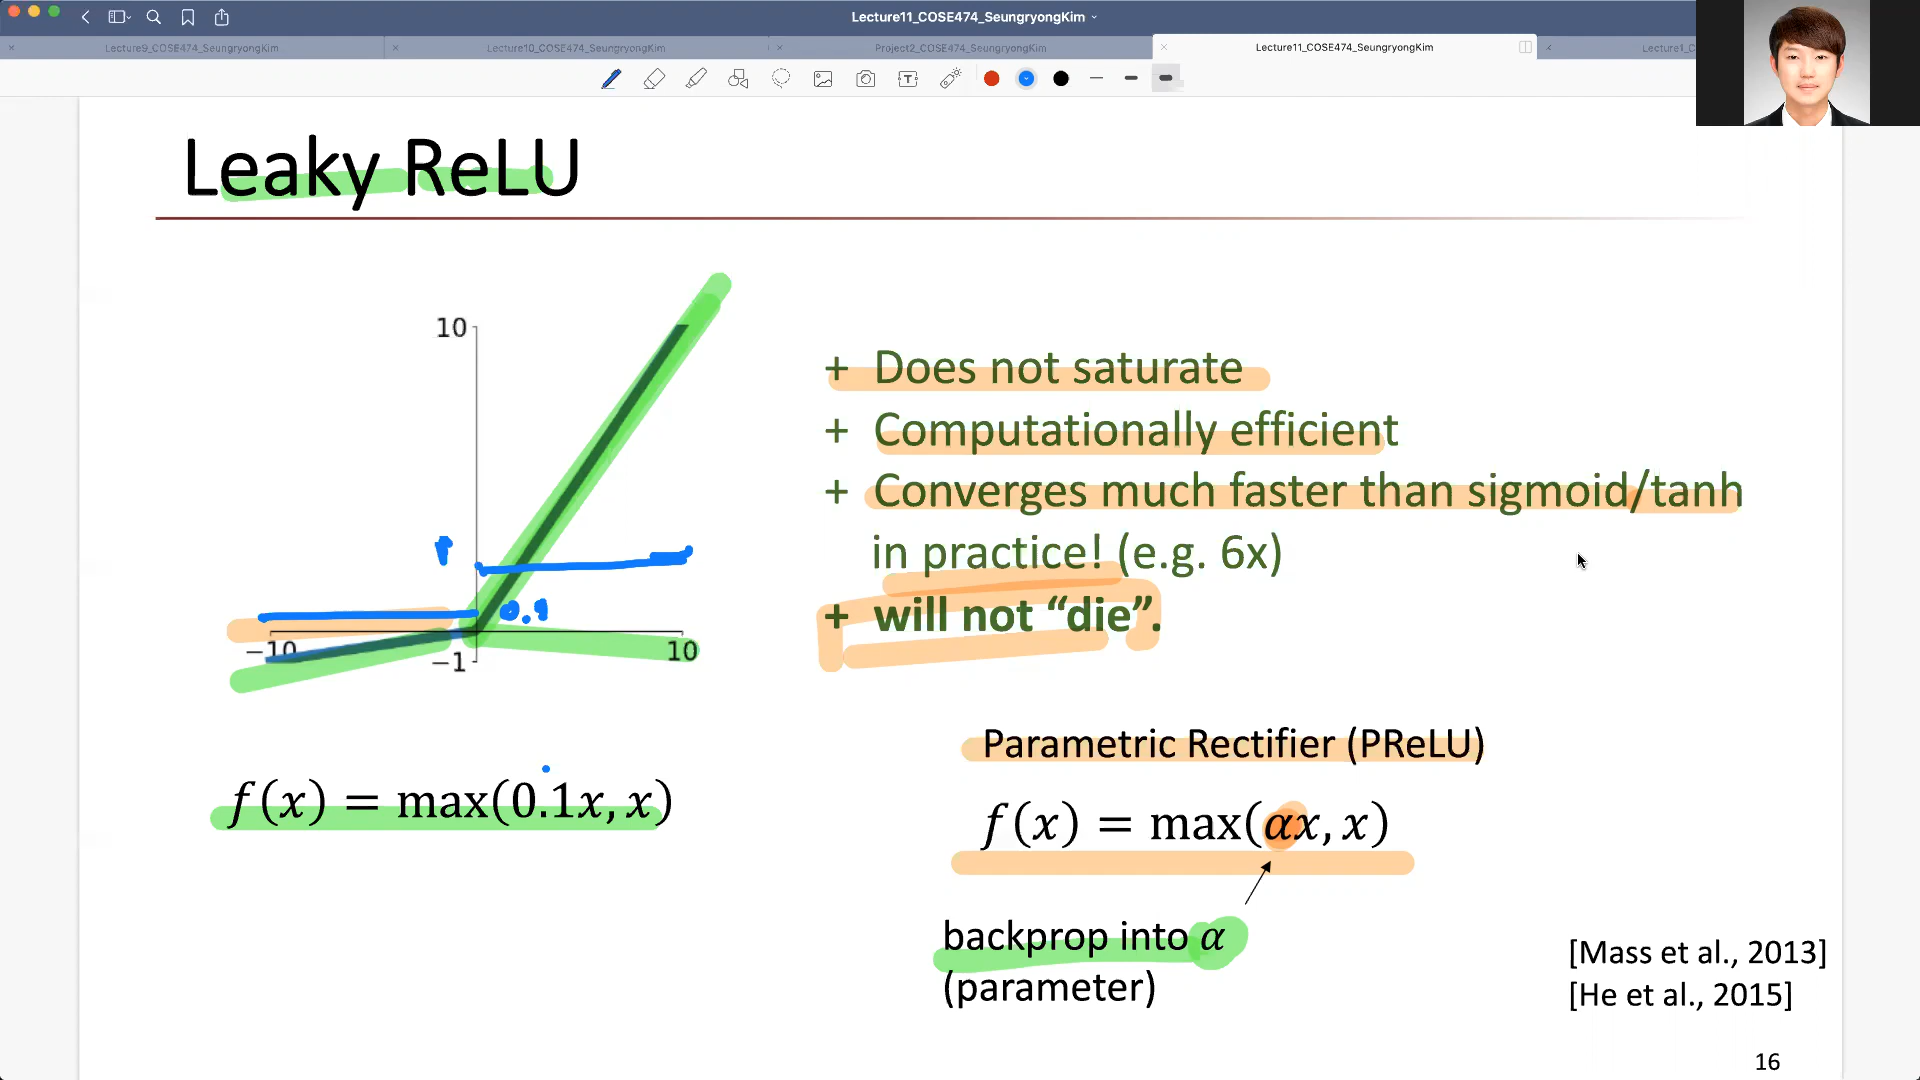 Lecture11_COSE474_SeungryongKim
Lecture9_COSE474_SeungryongKim
Lecture10_COSE474_SeungryongKim
Project2_COSE474_SeungryongKim
Lecture11_COSE474_SeungryongKim
Lecture1_C
Leaky ReLU
10
−10
−1
10
0.1
f(x) = max(0.1x, x)
+ Does not saturate
+ Computationally efficient
+ Converges much faster than sigmoid/tanh
in practice! (e.g. 6x)
+ will not “die”.
Parametric Rectifier (PReLU)
f(x) = max(αx, x)
backprop into α
(parameter)
[Mass et al., 2013]
[He et al., 2015]
16